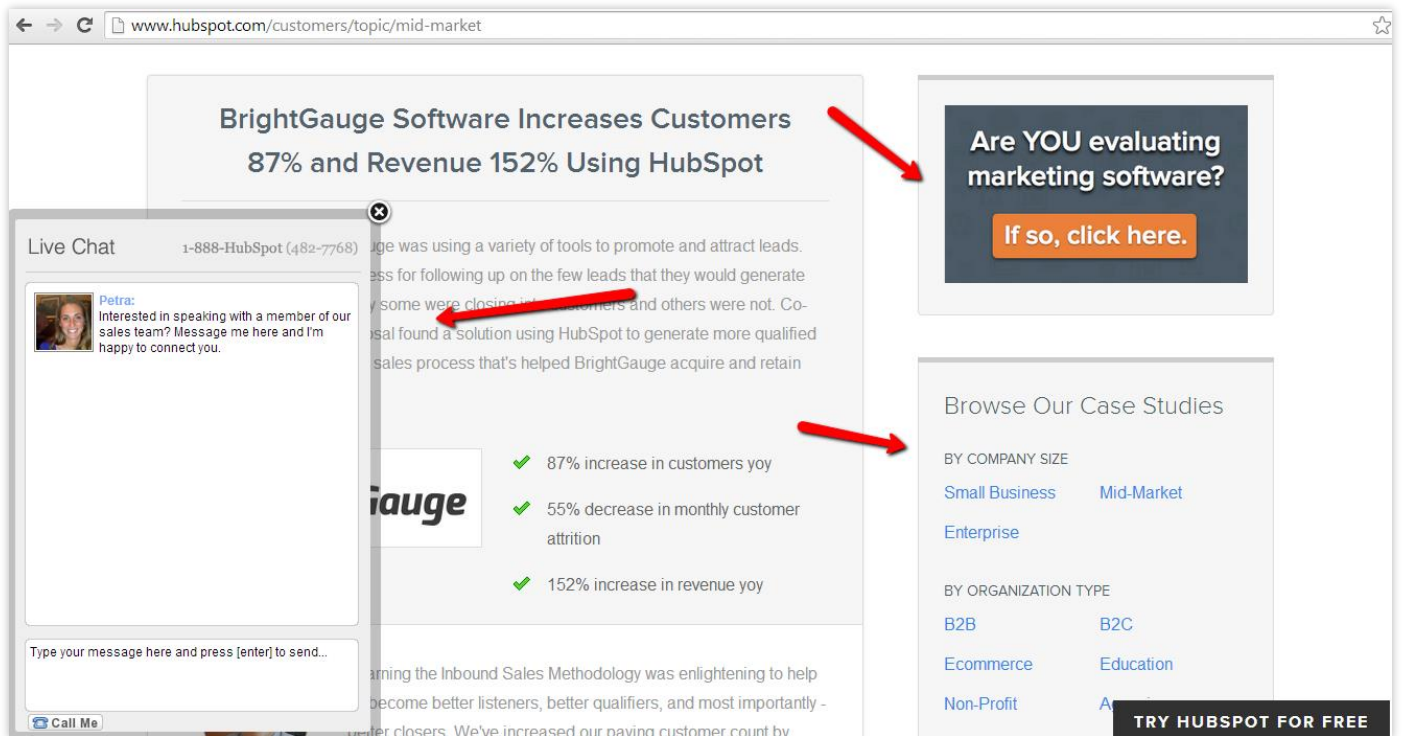 www.hubspot.com/customers/topic/mid-market
BrightGauge Software Increases Customers
87% and Revenue 152% Using HubSpot
was using a variety of tools to promote and attract leads.
for following up on the few leads that they would generate
some were closing and others were not. Co-
found a solution using HubSpot to generate more qualified
sales process that's helped BrightGauge acquire and retain
Gauge
87% increase in customers yoy
55% decrease in monthly customer
attrition
152% increase in revenue yoy
the Inbound Sales Methodology was enlightening to help
become better listeners, better qualifiers, and most importantly -
closers. We've increased our paying customer count by
Live Chat
1-888-HubSpot (482-7768)
Petra:
Interested in speaking with a member of our
sales team? Message me here and I'm
happy to connect you.
Type your message here and press [enter] to send...
Call Me
Are YOU evaluating
marketing software?
If so, click here.
Browse Our Case Studies
BY COMPANY SIZE
Small Business Mid-Market
Enterprise
BY ORGANIZATION TYPE
B2B B2C
Ecommerce Education
Non-Profit
TRY HUBSPOT FOR FREE